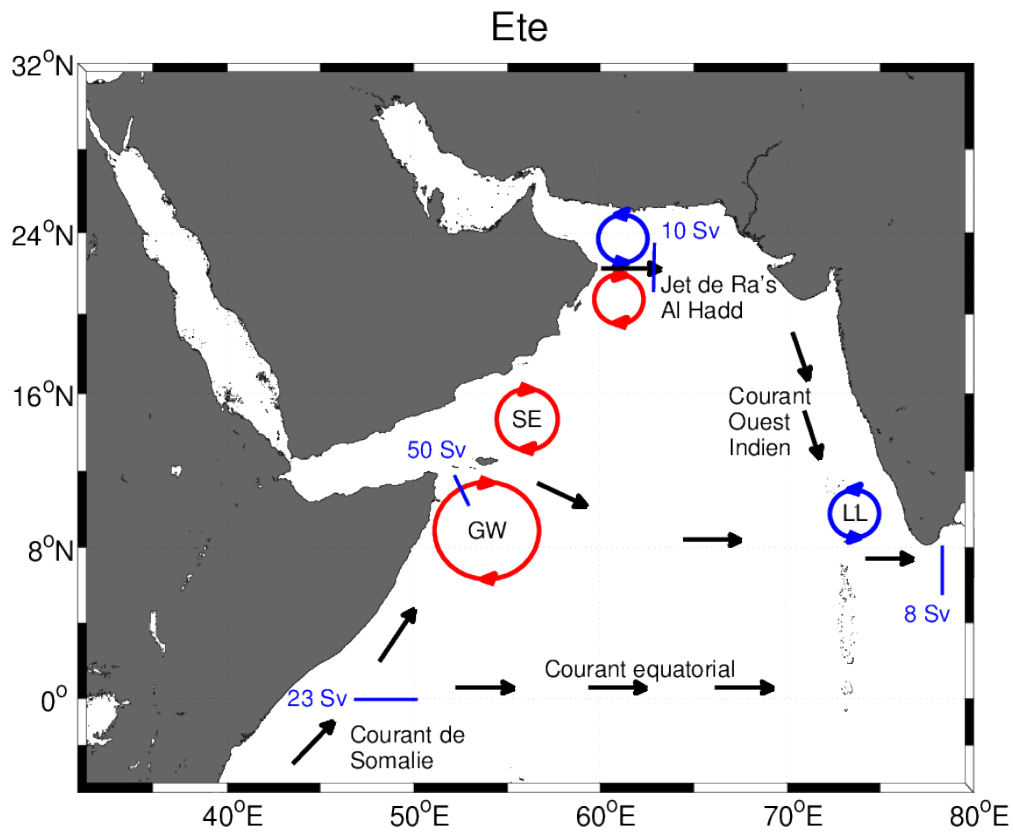 Ete
32°N
24°N
16°N
8°N
0°
10 Sv
Jet de Ra's
Al Hadd
Courant
Ouest
Indien
SE
50 Sv
GW
LL
8 Sv
Courant equatorial
23 Sv
Courant de
Somalie
40°E
50°E
60°E
70°E
80°E